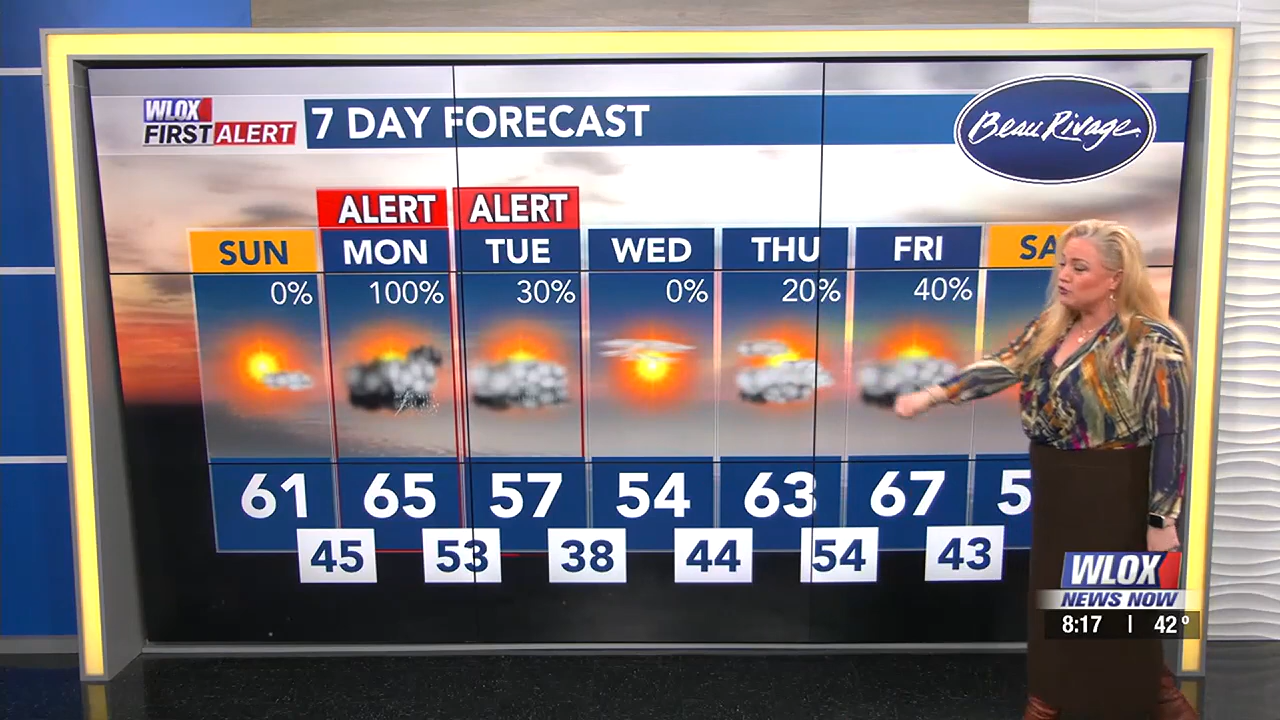 WLOX
FIRST ALERT
7 DAY FORECAST
Beau Rivage
ALERT ALERT
SUN MON TUE WED THU FRI
0% 100% 30% 0% 20% 40%
61 65 57 54 63 67
45 53 38 44 54 43
WLOX
NEWS NOW
8:17 | 42°